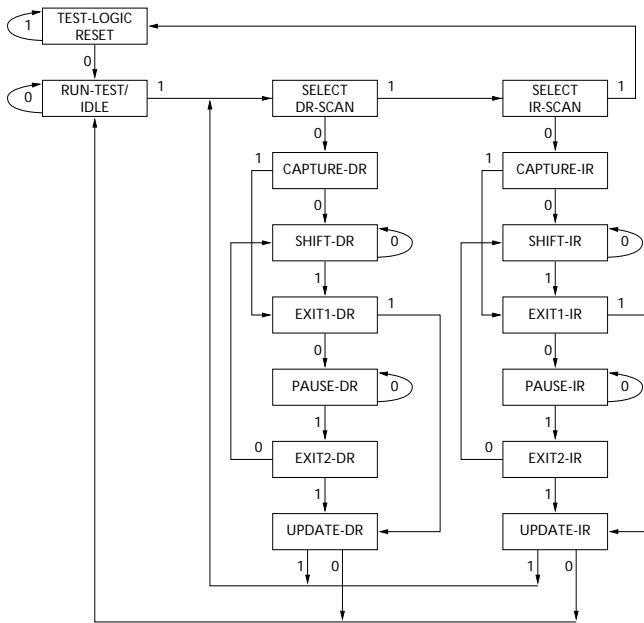 TEST-LOGIC
RESET
1
0
RUN-TEST/
IDLE
0
1
SELECT
DR-SCAN
1
SELECT
IR-SCAN
1
0
0
1
CAPTURE-DR
1
CAPTURE-IR
0
0
SHIFT-DR
0
SHIFT-IR
0
1
1
EXIT1-DR
1
EXIT1-IR
1
0
0
PAUSE-DR
0
PAUSE-IR
0
1
1
0
EXIT2-DR
0
EXIT2-IR
1
1
UPDATE-DR
UPDATE-IR
1
0
1
0